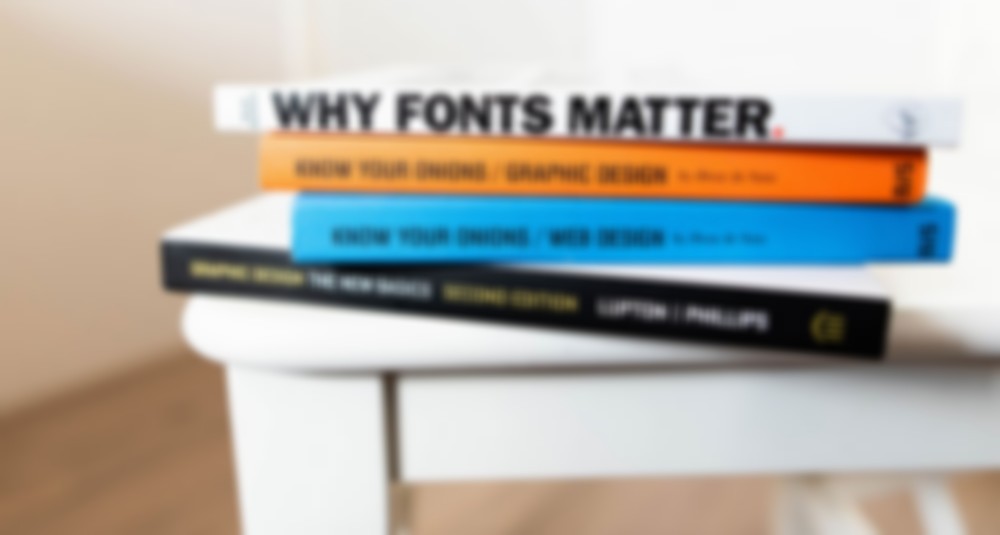 WHY FONTS MATTER.
KNOW YOUR ONIONS / GRAPHIC DESIGN
KNOW YOUR ONIONS / WEB DESIGN
GRAPHIC DESIGN THE NEW BASICS SECOND EDITION LUPTON | PHILLIPS